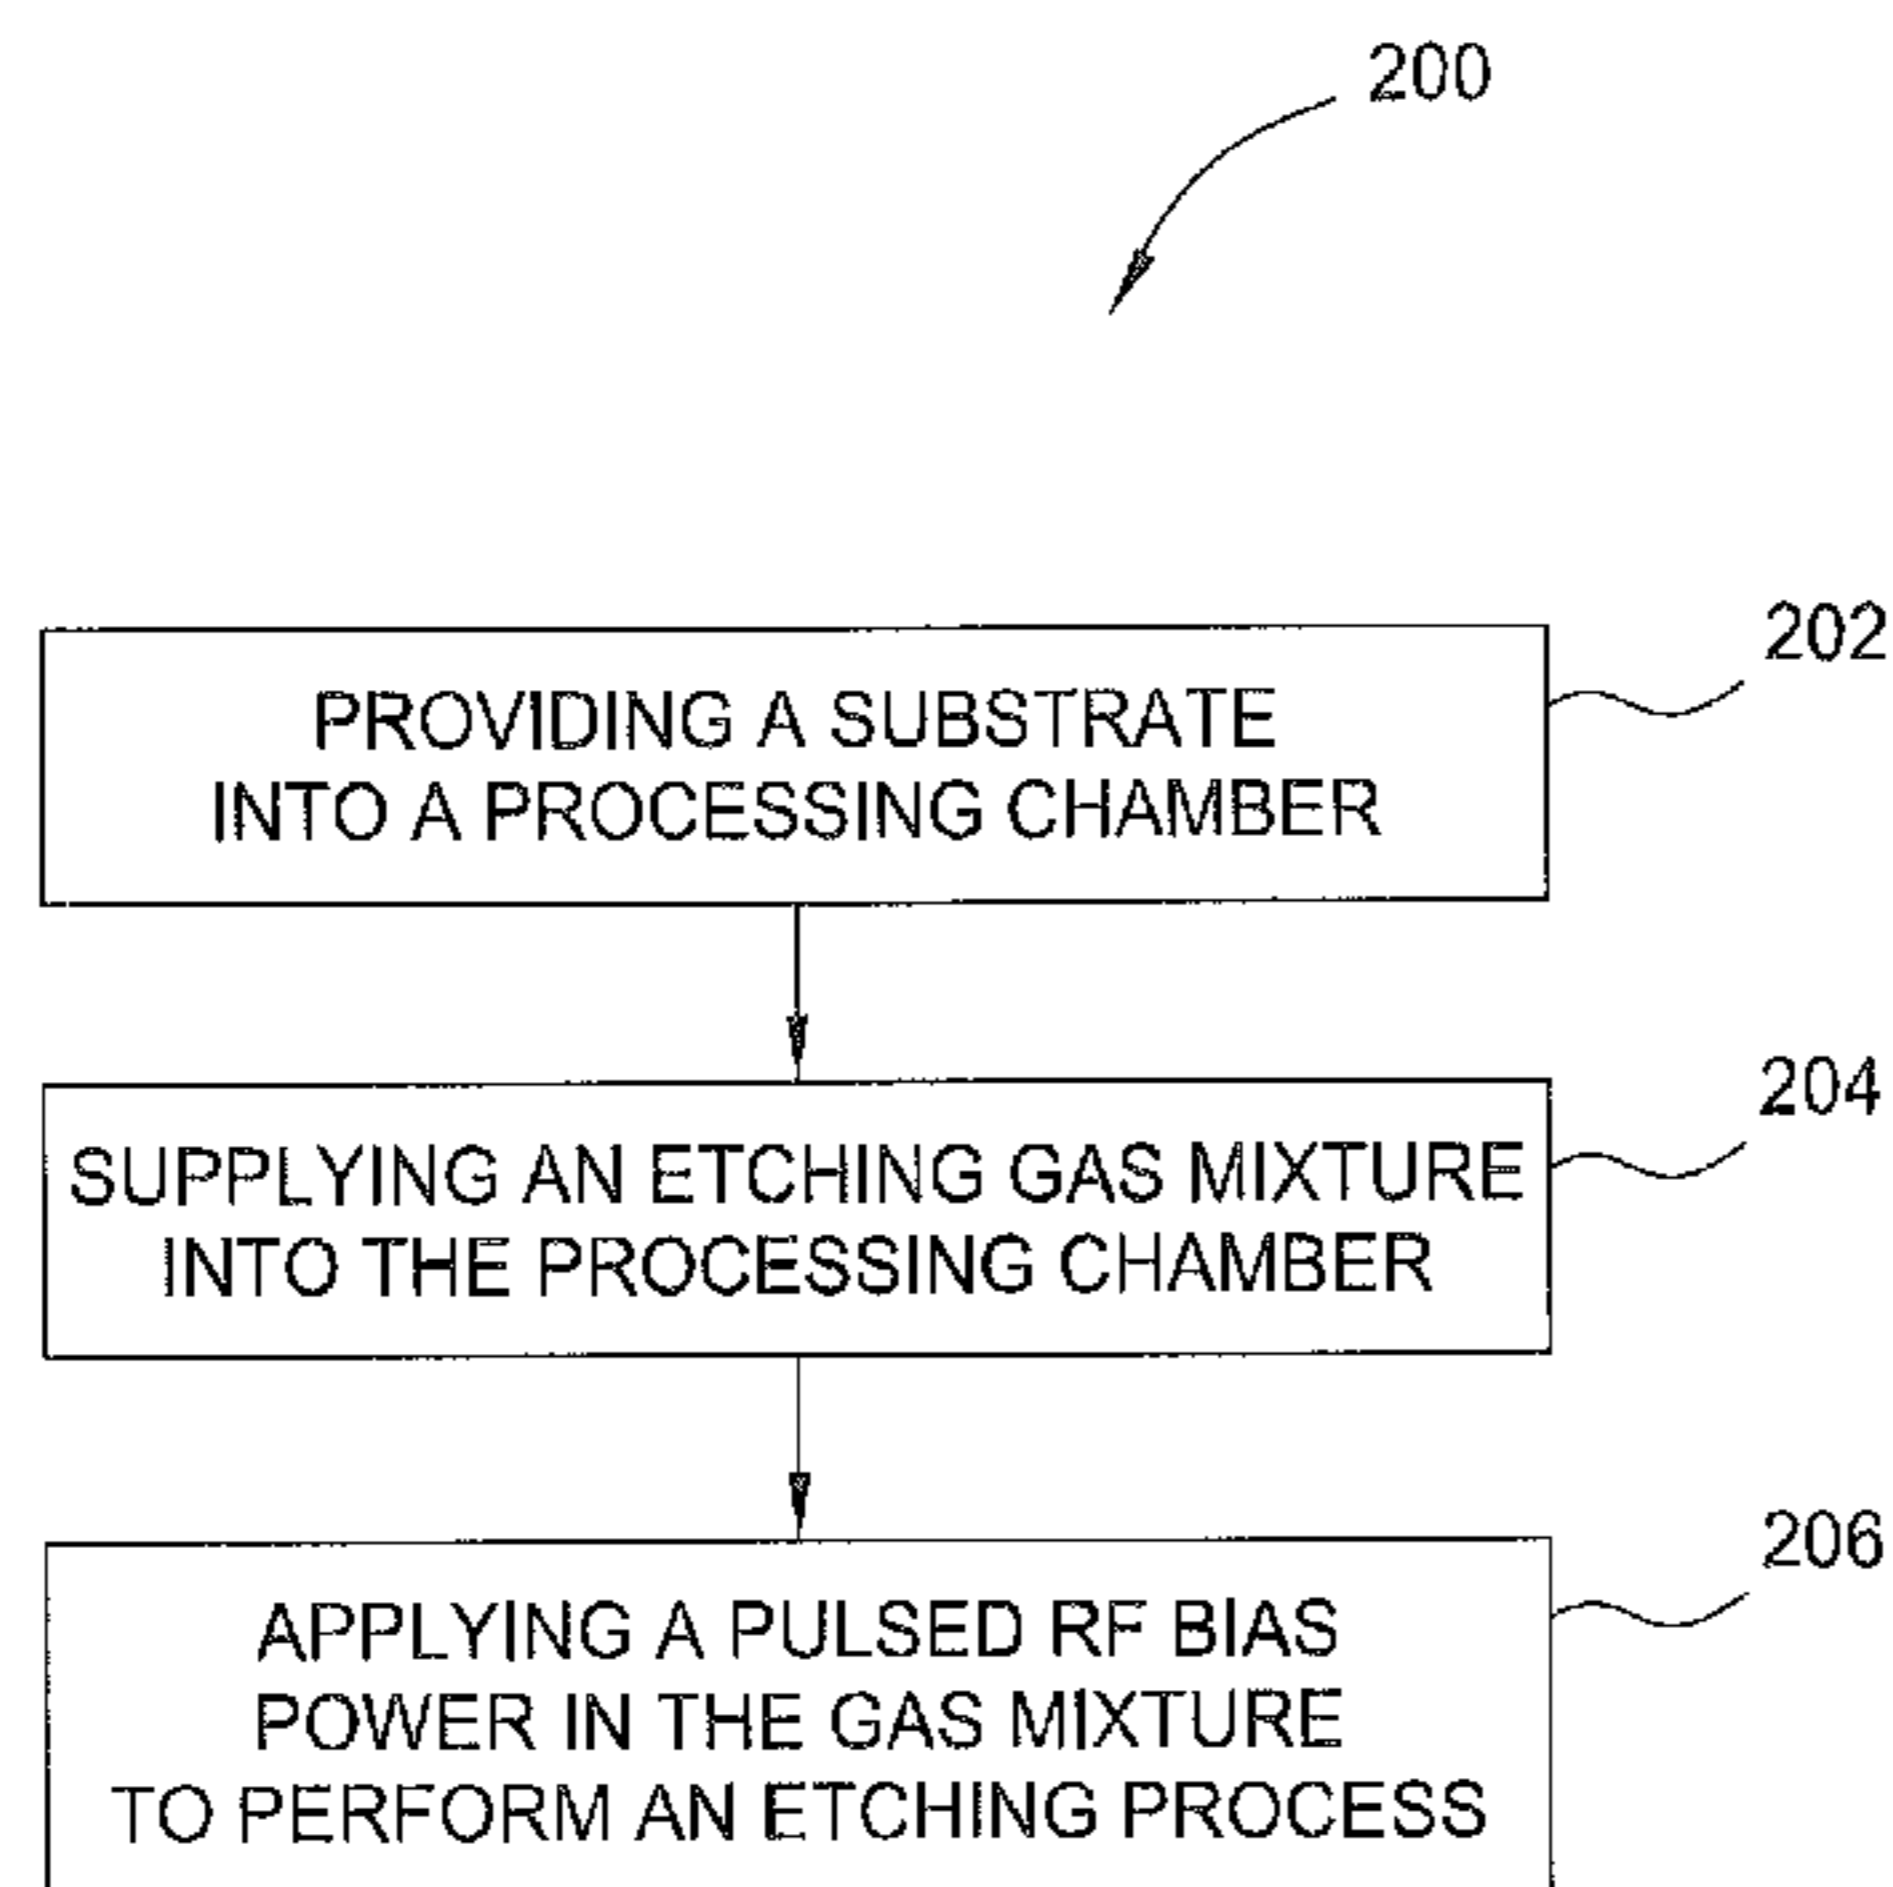 200
202
PROVIDING A SUBSTRATE
INTO A PROCESSING CHAMBER
204
SUPPLYING AN ETCHING GAS MIXTURE
INTO THE PROCESSING CHAMBER
206
APPLYING A PULSED RF BIAS
POWER IN THE GAS MIXTURE
TO PERFORM AN ETCHING PROCESS